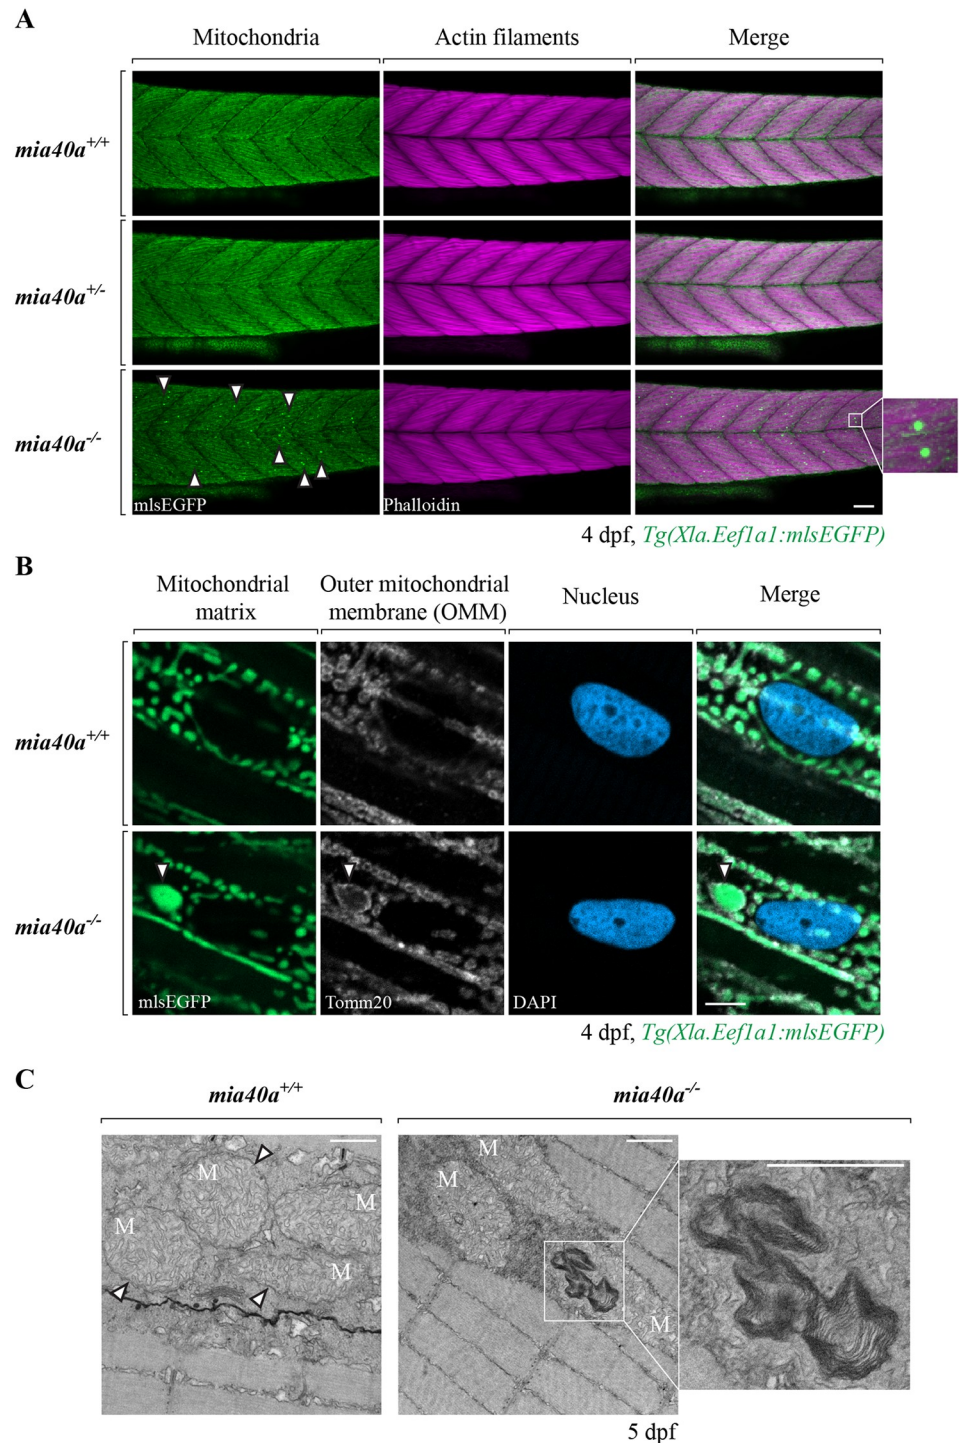 A
Mitochondria
Actin filaments
Merge
mia40a+/+
mia40a+/-
mia40a-/-
mlsEGFP
Phalloidin
4 dpf, Tg(Xla.Eef1a1:mlsEGFP)
B
Mitochondrial
matrix
Outer mitochondrial
membrane (OMM)
Nucleus
Merge
mia40a+/+
mia40a-/-
mlsEGFP
Tomm20
DAPI
4 dpf, Tg(Xla.Eef1a1:mlsEGFP)
C
mia40a+/+
mia40a-/-
M
M
M
M
M
M
M
5 dpf